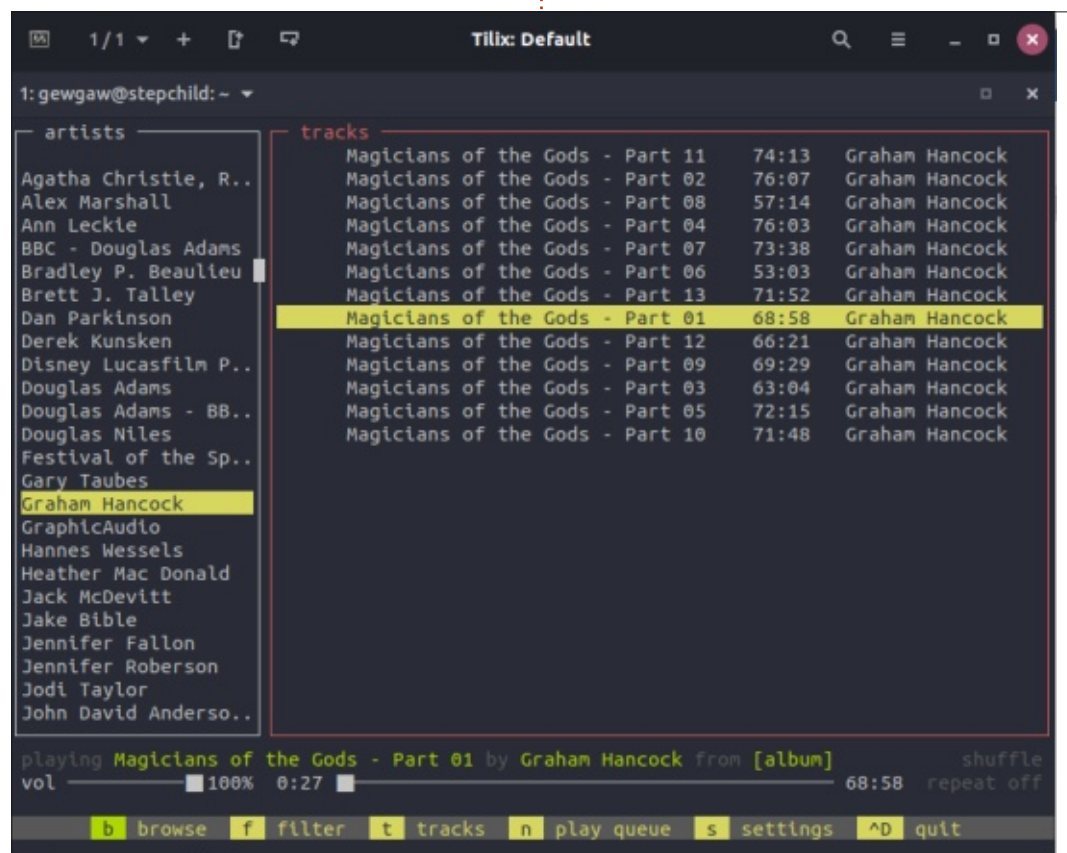 1/1
Tilix: Default
1: gewgaw@stepchild: ~
artists
Agatha Christie, R..
Alex Marshall
Ann Leckie
BBC - Douglas Adams
Bradley P. Beaulieu
Brett J. Talley
Dan Parkinson
Derek Kunsken
Disney Lucasfilm P..
Douglas Adams
Douglas Adams - BB..
Douglas Niles
Festival of the Sp..
Gary Taubes
Graham Hancock
GraphicAudio
Hannes Wessels
Heather Mac Donald
Jack McDevitt
Jake Bible
Jennifer Fallon
Jennifer Roberson
Jodi Taylor
John David Anderso..
tracks
Magicians of the Gods - Part 11 74:13 Graham Hancock
Magicians of the Gods - Part 02 76:07 Graham Hancock
Magicians of the Gods - Part 08 57:14 Graham Hancock
Magicians of the Gods - Part 04 76:03 Graham Hancock
Magicians of the Gods - Part 07 73:38 Graham Hancock
Magicians of the Gods - Part 06 53:03 Graham Hancock
Magicians of the Gods - Part 13 71:52 Graham Hancock
Magicians of the Gods - Part 01 68:58 Graham Hancock
Magicians of the Gods - Part 12 66:21 Graham Hancock
Magicians of the Gods - Part 09 69:29 Graham Hancock
Magicians of the Gods - Part 03 63:04 Graham Hancock
Magicians of the Gods - Part 05 72:15 Graham Hancock
Magicians of the Gods - Part 10 71:48 Graham Hancock
playing Magicians of the Gods - Part 01 by Graham Hancock from [album] shuffle
vol 100% 0:27 68:58 repeat off
b browse f filter t tracks n play queue s settings ^D quit